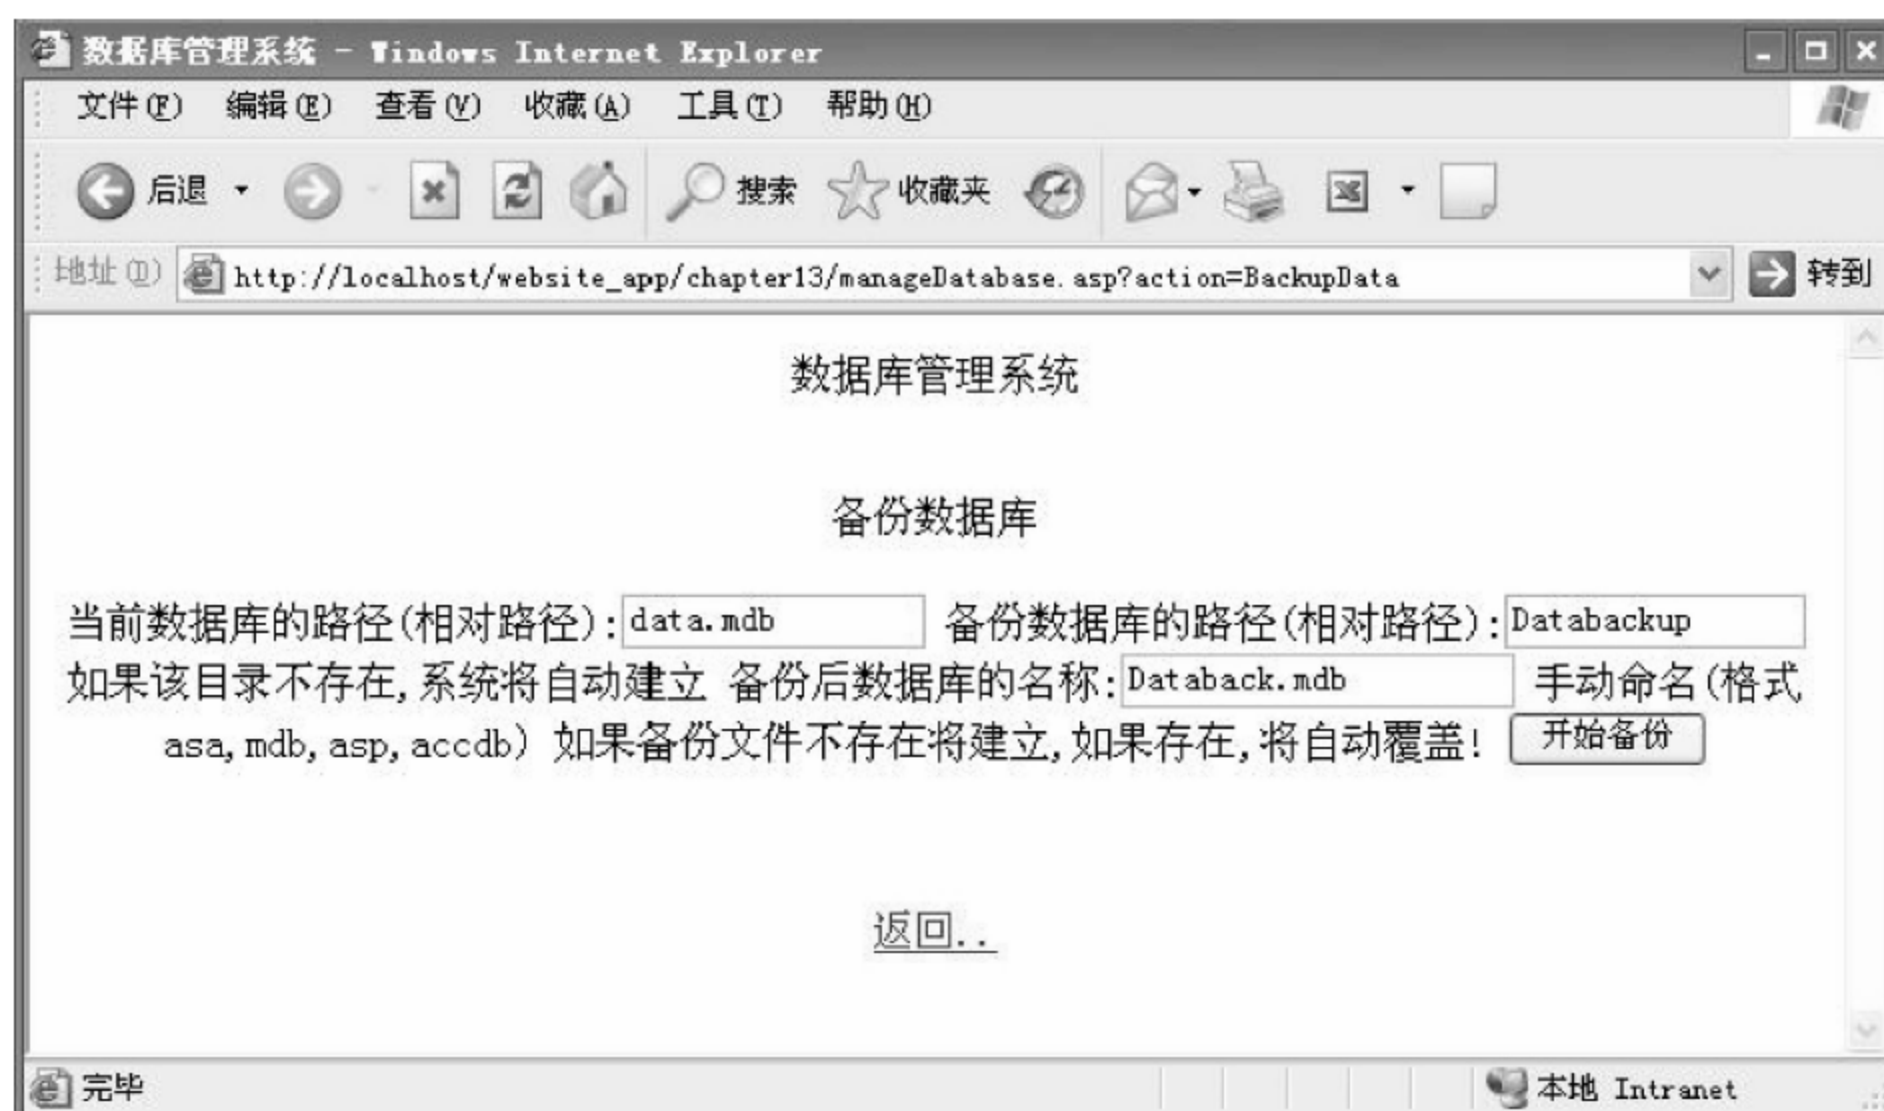 数据库管理系统 - Windows Internet Explorer
文件(F) 编辑(E) 查看(V) 收藏(A) 工具(T) 帮助(H)
后退 搜索 收藏夹
地址(D) http://localhost/website_app/chapter13/manageDatabase.asp?action=BackupData 转到
数据库管理系统
备份数据库
当前数据库的路径(相对路径):data.mdb 备份数据库的路径(相对路径):Databackup
如果该目录不存在,系统将自动建立 备份后数据库的名称:Databack.mdb 手动命名(格式
asa,mdb,asp,accdb) 如果备份文件不存在将建立,如果存在,将自动覆盖! 开始备份
返回..
完毕 本地 Intranet